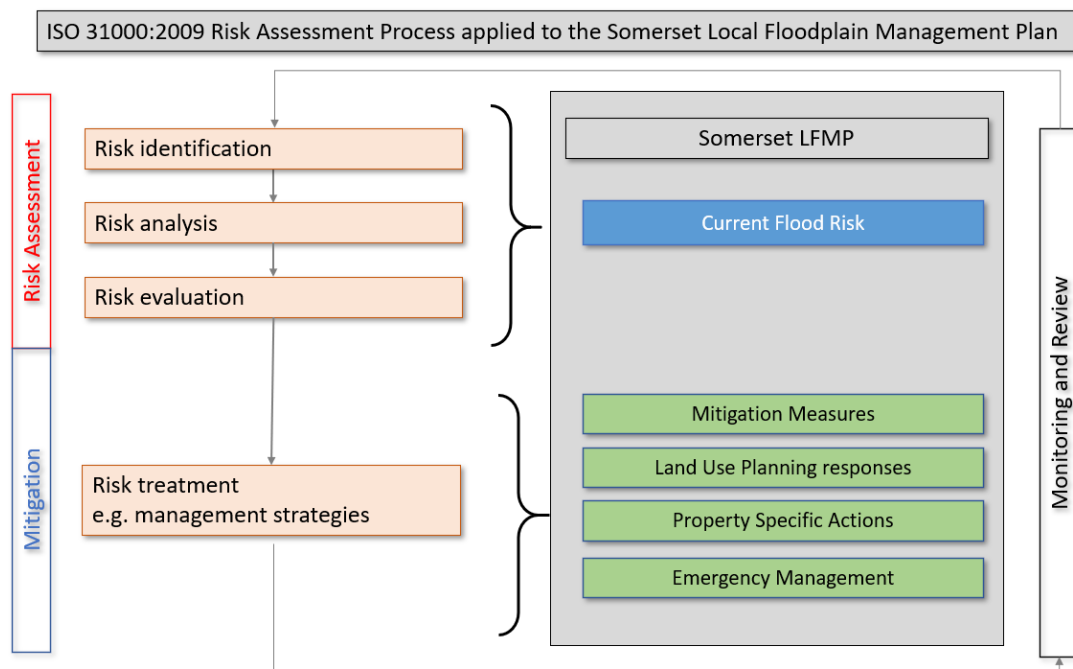 ISO 31000:2009 Risk Assessment Process applied to the Somerset Local Floodplain Management Plan
Risk Assessment
Risk identification
Risk analysis
Risk evaluation
Somerset LFMP
Current Flood Risk
Mitigation
Risk treatment
e.g. management strategies
Mitigation Measures
Land Use Planning responses
Property Specific Actions
Emergency Management
Monitoring and Review